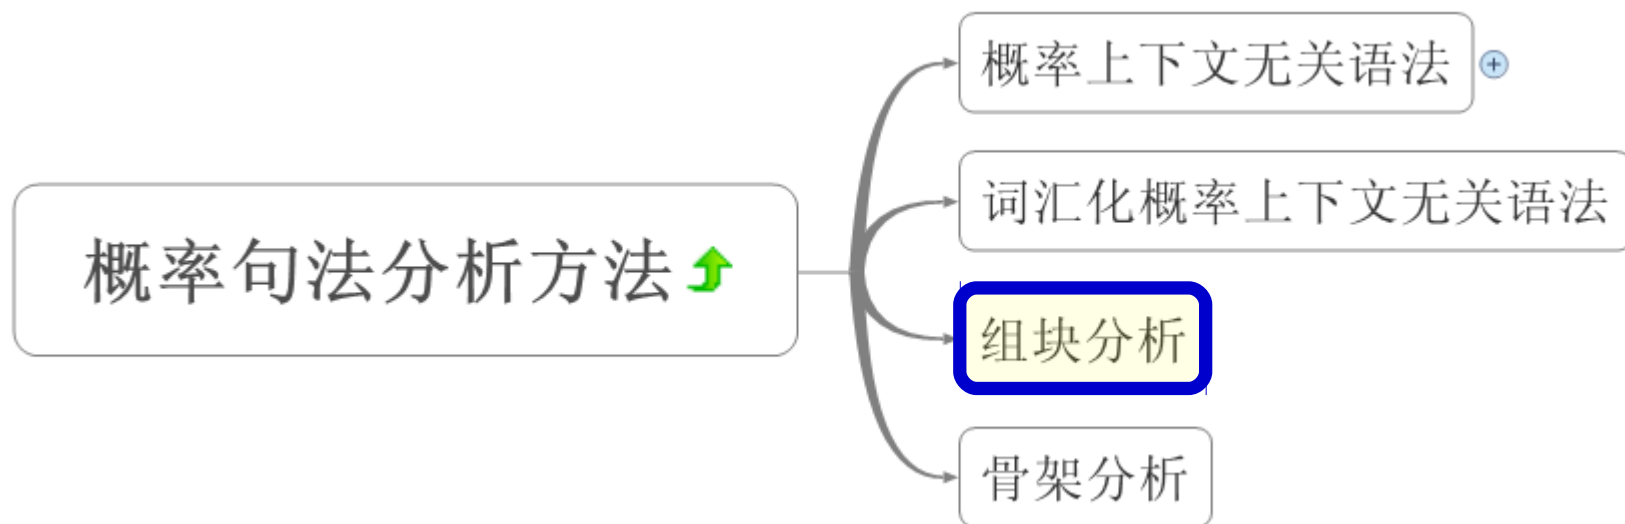 概率上下文无关语法
词汇化概率上下文无关语法
概率句法分析方法
组块分析
骨架分析